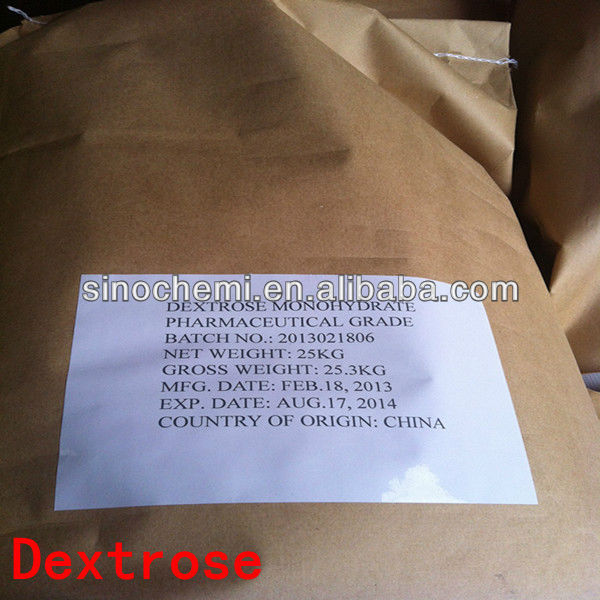 sinochemi.en.alibaba.com
DEXTROSE MONOHYDRATE
PHARMACEUTICAL GRADE
BATCH NO.: 2013021806
NET WEIGHT: 25KG
GROSS WEIGHT: 25.3KG
MFG. DATE: FEB.18, 2013
EXP. DATE: AUG.17, 2014
COUNTRY OF ORIGIN: CHINA
Dextrose